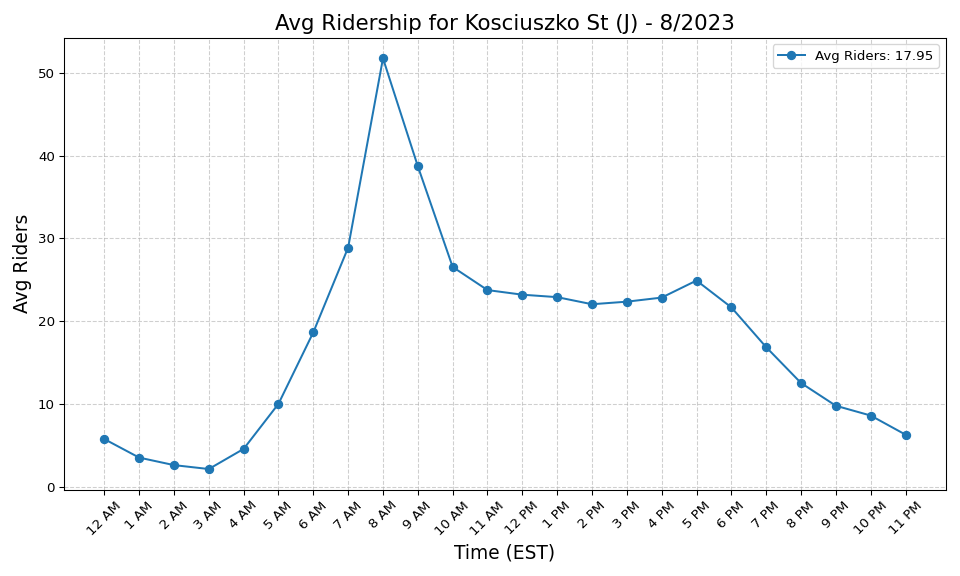 Avg Ridership for Kosciuszko St (J) - 8/2023
Avg Riders: 17.95
Avg Riders
50
40
30
20
10
0
12 AM
1 AM
2 AM
3 AM
4 AM
5 AM
6 AM
7 AM
8 AM
9 AM
10 AM
11 AM
12 PM
1 PM
2 PM
3 PM
4 PM
5 PM
6 PM
7 PM
8 PM
9 PM
10 PM
11 PM
Time (EST)